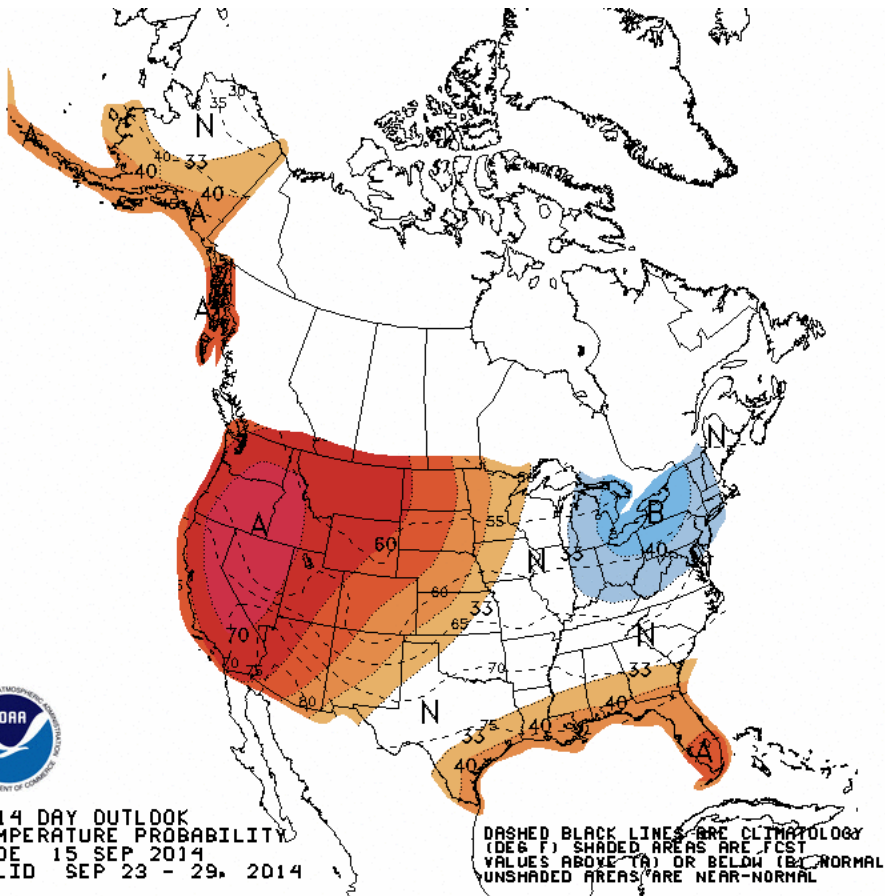 35
30
N
A
40
33
40
40
A
A
N
50
A
B
55
60
N
33
40
60
33
65
N
70
70
75
70
33
80
N
40
75
40
33
A
40
14 DAY OUTLOOK
MPERATURE PROBABILITY
DE 15 SEP 2014
LID SEP 23 - 29, 2014
DASHED BLACK LINES ARE CLIMATOLOGY
(DEG F) SHADED AREAS ARE FCST
VALUES ABOVE (A) OR BELOW (B) NORMAL
UNSHADED AREAS ARE NEAR-NORMAL